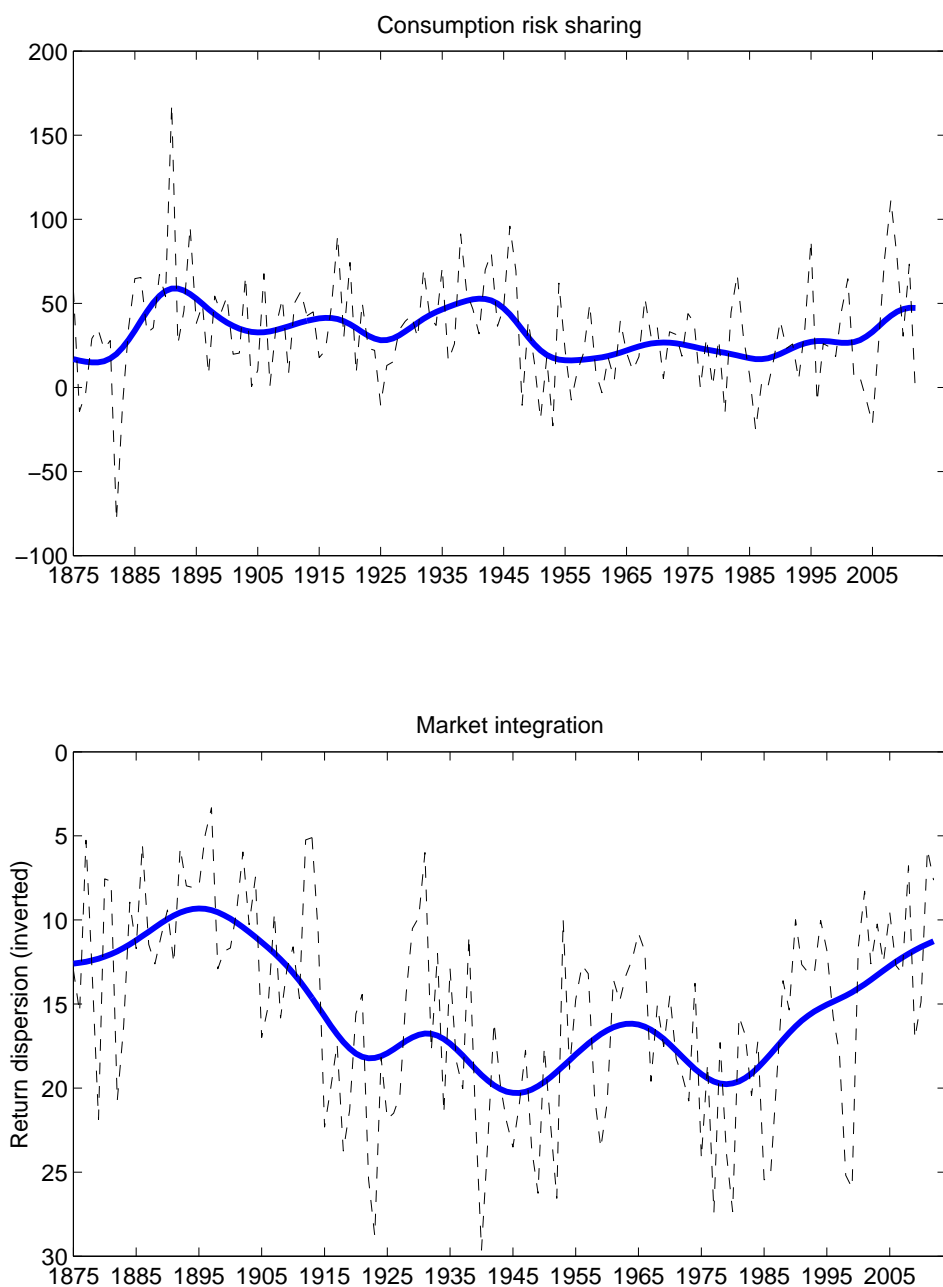 Consumption risk sharing
200
150
100
50
0
−50
−100
1875 1885 1895 1905 1915 1925 1935 1945 1955 1965 1975 1985 1995 2005
Market integration
Return dispersion (inverted)
0
5
10
15
20
25
30
1875 1885 1895 1905 1915 1925 1935 1945 1955 1965 1975 1985 1995 2005